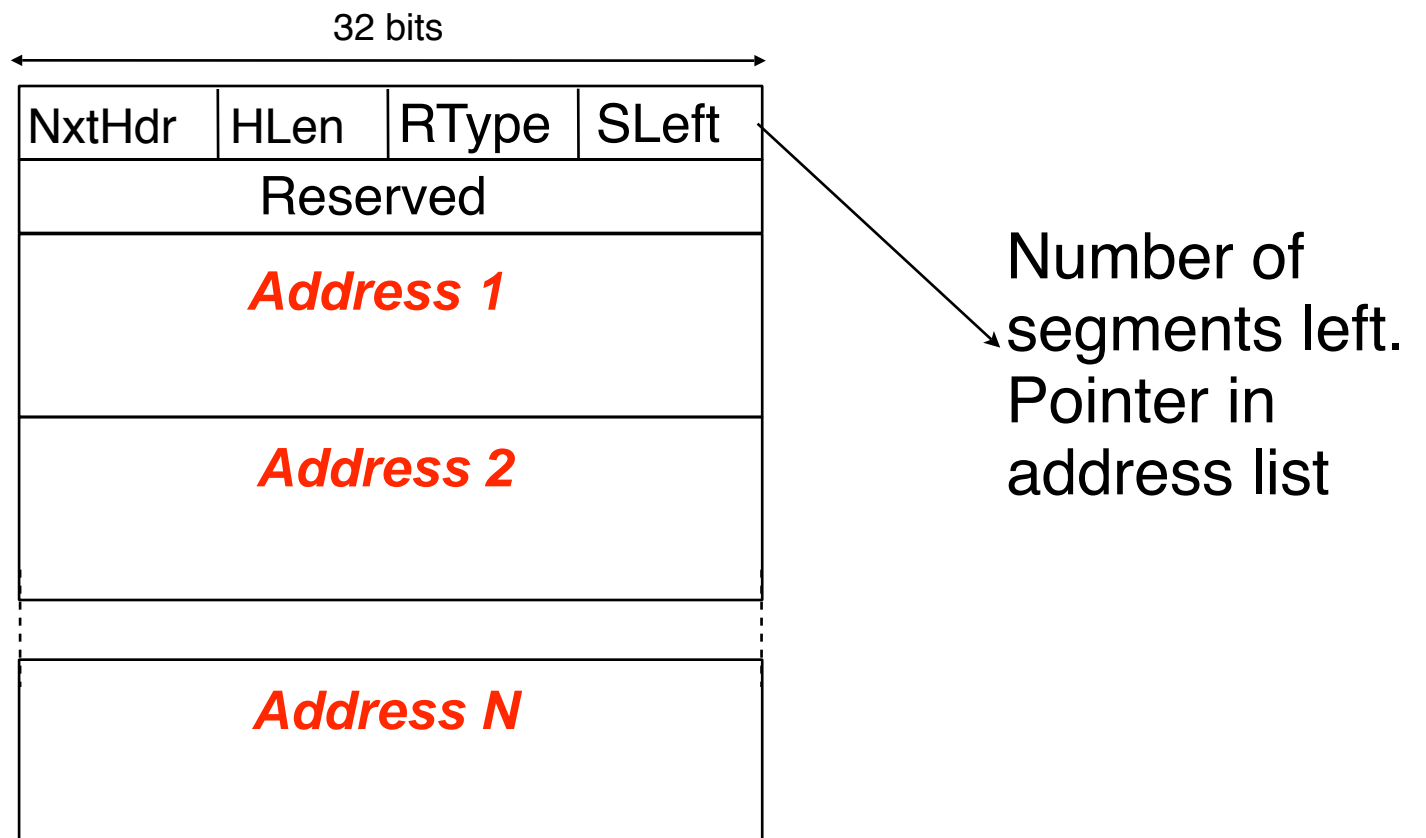 32 bits
NxtHdr HLen RType SLeft
Reserved
Address 1
Address 2
Address N
Number of
segments left.
Pointer in
address list